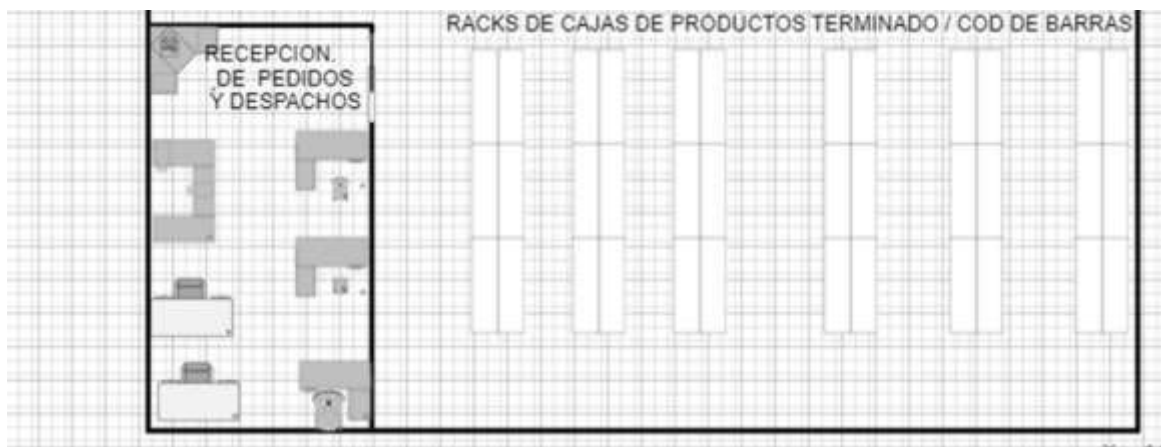 RACKS DE CAJAS DE PRODUCTOS TERMINADO / COD DE BARRAS
RECEPCION.
DE PEDIDOS
Y DESPACHOS